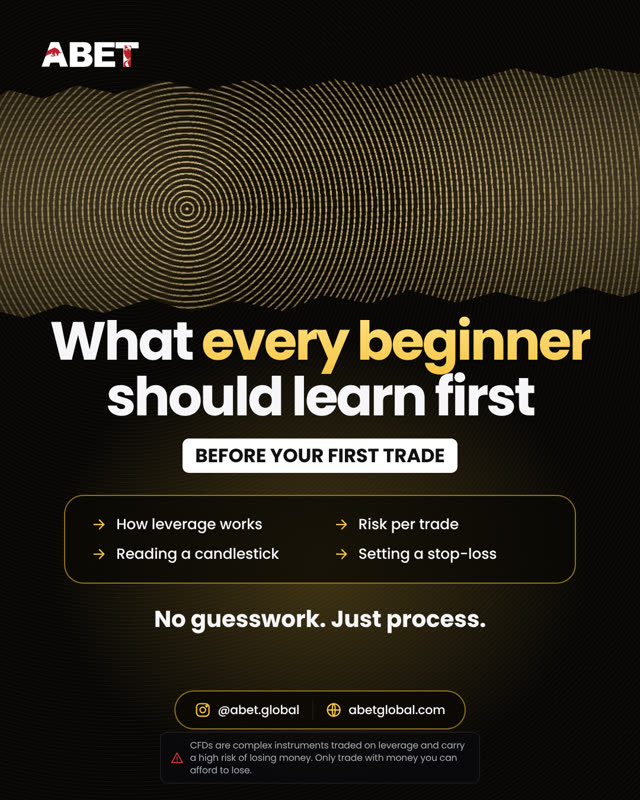 ABET
What every beginner
should learn first
BEFORE YOUR FIRST TRADE
→ How leverage works
→ Risk per trade
→ Reading a candlestick
→ Setting a stop-loss
No guesswork. Just process.
@abet.global
abetglobal.com
CFDs are complex instruments traded on leverage and carry
a high risk of losing money. Only trade with money you can
afford to lose.